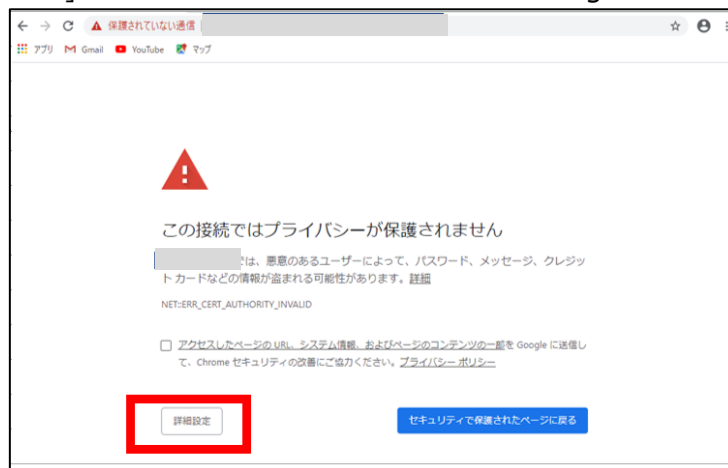 保護されていない通信
アプリ Gmail YouTube マップ
この接続ではプライバシーが保護されません
では、悪意のあるユーザーによって、パスワード、メッセージ、クレジッ
ト カードなどの情報が盗まれる可能性があります。詳細
NET::ERR_CERT_AUTHORITY_INVALID
アクセスしたページの URL、システム情報、およびページのコンテンツの一部を Google に送信し
て、Chrome セキュリティの改善にご協力ください。プライバシー ポリシー
詳細設定
セキュリティで保護されたページに戻る